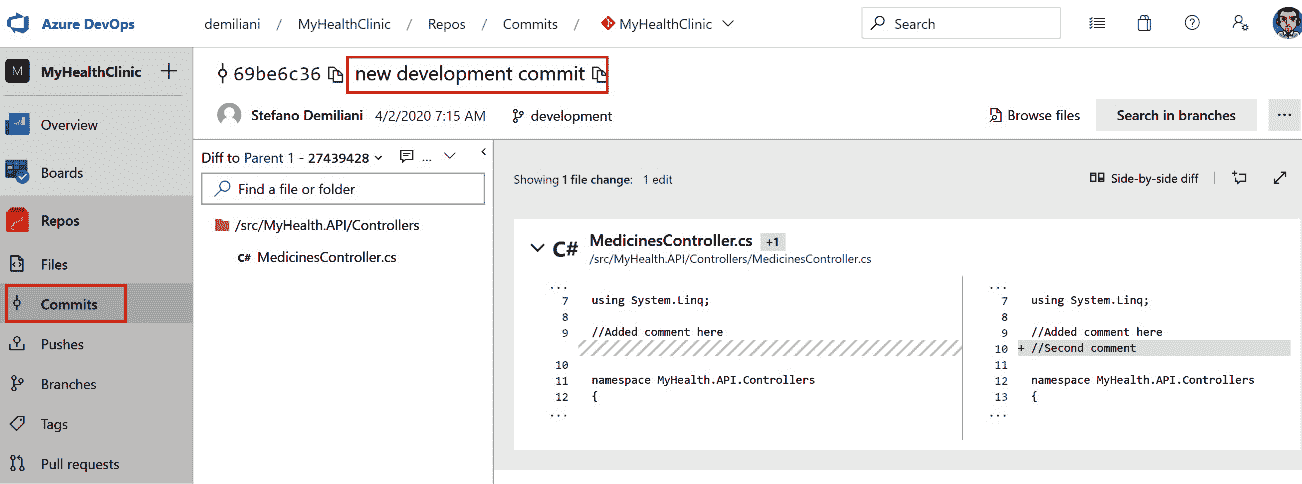 Azure DevOps demiliani / MyHealthClinic / Repos / Commits / MyHealthClinic Search
M MyHealthClinic +
Overview
Boards
Repos
Files
Commits
Pushes
Branches
Tags
Pull requests
69be6c36 new development commit
Stefano Demiliani 4/2/2020 7:15 AM development Browse files Search in branches ...
Diff to Parent 1 - 27439428 ... <
Find a file or folder
/src/MyHealth.API/Controllers
C# MedicinesController.cs
Showing 1 file change: 1 edit Side-by-side diff
C# MedicinesController.cs +1
/src/MyHealth.API/Controllers/MedicinesController.cs
...
7 using System.Linq;
8
9 //Added comment here
10
11 namespace MyHealth.API.Controllers
12 {
...
...
7 using System.Linq;
8
9 //Added comment here
10 + //Second comment
11
12 namespace MyHealth.API.Controllers
13 {
...